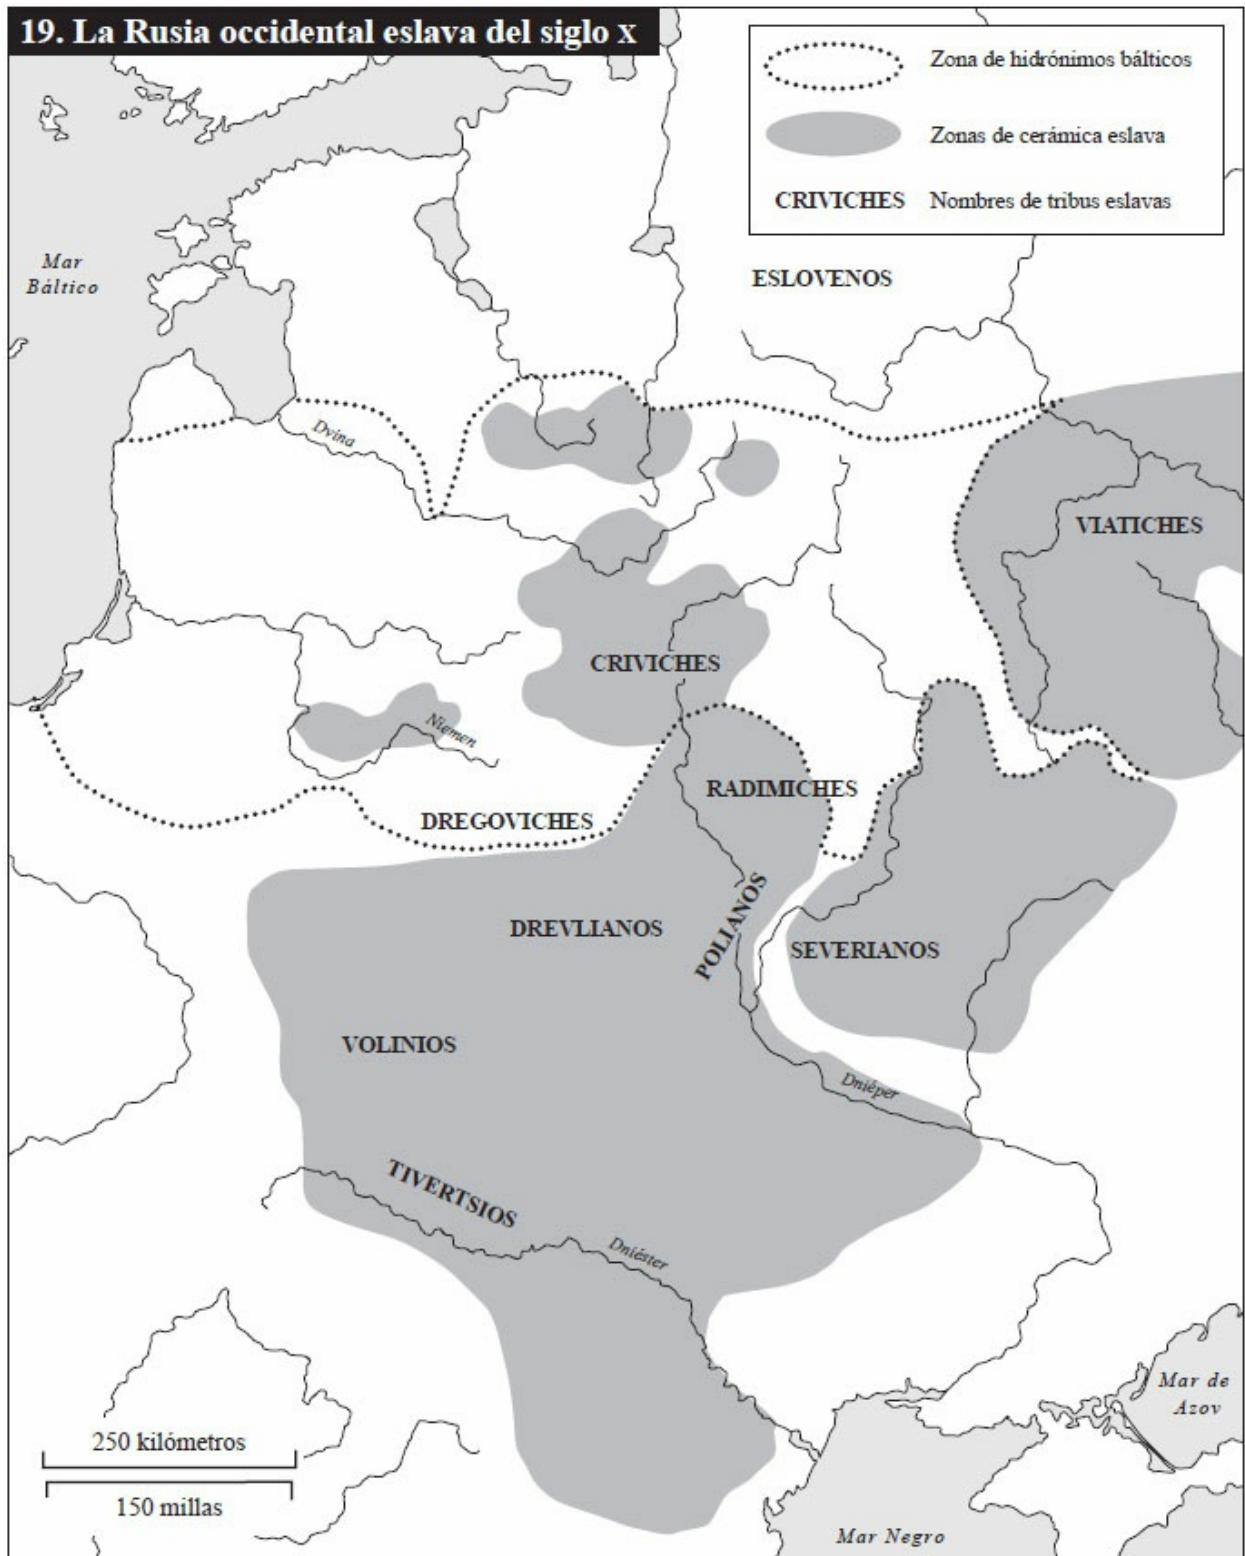 19. La Rusia occidental eslava del siglo X
Zona de hidrónimos bálticos
Zonas de cerámica eslava
CRIVICHES Nombres de tribus eslavas
Mar
Báltico
ESLOVENOS
Dvina
VIATICHES
CRIVICHES
Niemen
RADIMICHES
DREGOVICHES
DREVLIANOS
POLIANOS
SEVERIANOS
VOLINIOS
Dniéper
TIVERTSIOS
Dniéster
Mar de
Azov
250 kilómetros
150 millas
Mar Negro